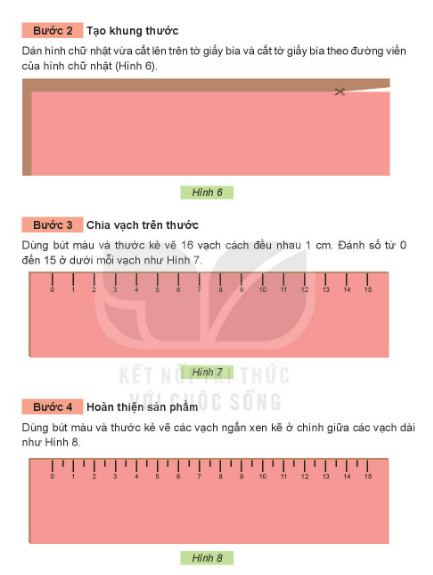 Bước 2 Tạo khung thước
Dán hình chữ nhật vừa cắt lên trên tờ giấy bìa và cắt tờ giấy bìa theo đường viền
của hình chữ nhật (Hình 6).
Hình 6
Bước 3 Chia vạch trên thước
Dùng bút màu và thước kẻ vẽ 16 vạch cách đều nhau 1 cm. Đánh số từ 0
đến 15 ở dưới mỗi vạch như Hình 7.
0 1 2 3 4 5 6 7 8 9 10 11 12 13 14 15
Hình 7
KẾT NỐI TRI THỨC
VỚI CUỘC SỐNG
Bước 4 Hoàn thiện sản phẩm
Dùng bút màu và thước kẻ vẽ các vạch ngắn xen kẽ ở chính giữa các vạch dài
như Hình 8.
0 1 2 3 4 5 6 7 8 9 10 11 12 13 14 15
Hình 8